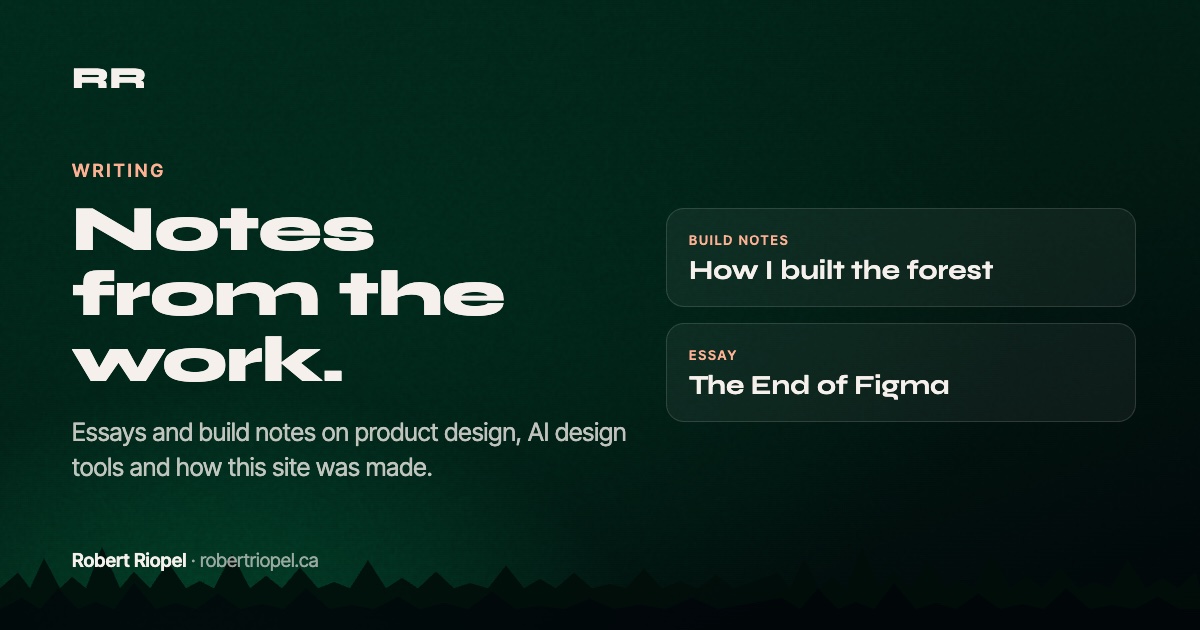 RR
WRITING
Notes
from the
work.
Essays and build notes on product design, AI design
tools and how this site was made.
BUILD NOTES
How I built the forest
ESSAY
The End of Figma
Robert Riopel · robertriopel.ca